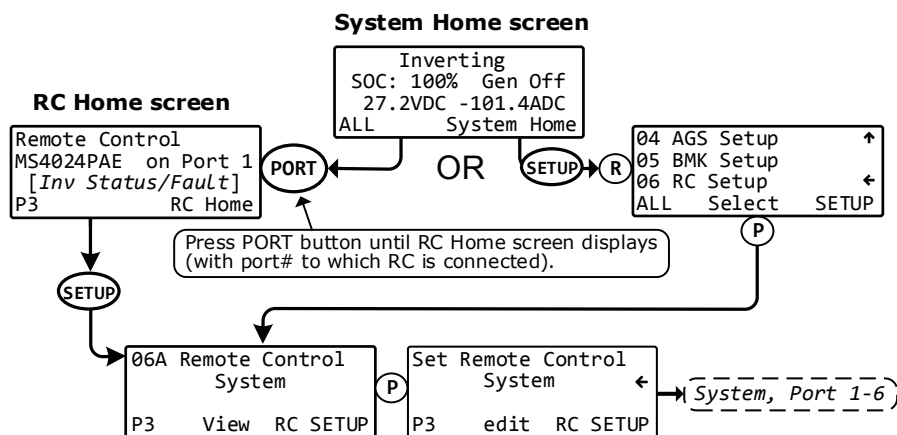 System Home screen
Inverting
SOC: 100% Gen Off
27.2VDC -101.4ADC
ALL System Home
RC Home screen
Remote Control
MS4024PAE on Port 1
[Inv Status/Fault]
P3 RC Home
PORT
OR
SETUP
R
04 AGS Setup ↑
05 BMK Setup
06 RC Setup ←
ALL Select SETUP
P
Press PORT button until RC Home screen displays
(with port# to which RC is connected).
SETUP
06A Remote Control
System
P3 View RC SETUP
P
Set Remote Control
System ←
P3 edit RC SETUP
System, Port 1-6